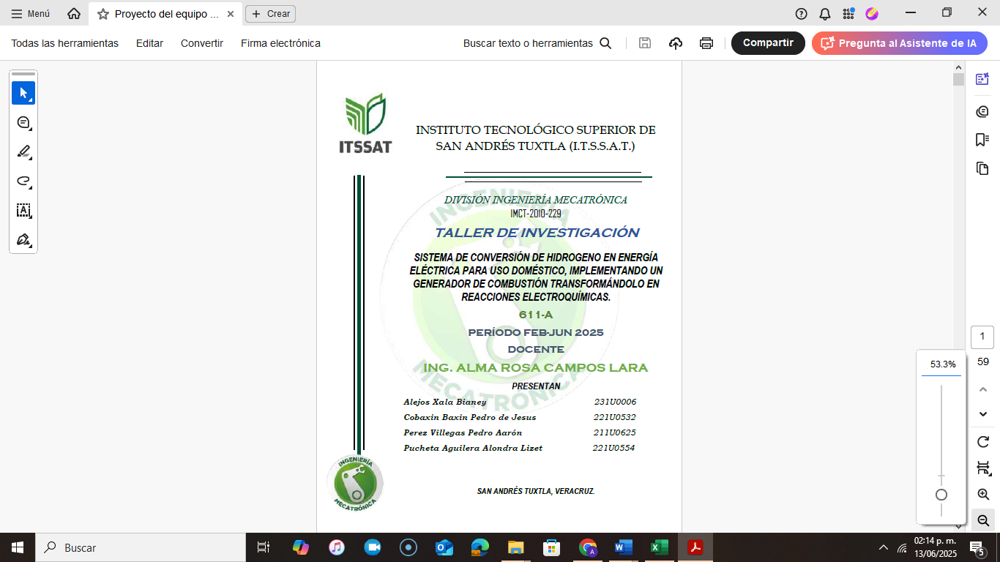 Menú
Proyecto del equipo ...
Crear
Todas las herramientas
Editar
Convertir
Firma electrónica
Buscar texto o herramientas
Compartir
Pregunta al Asistente de IA
ITSSAT
INSTITUTO TECNOLÓGICO SUPERIOR DE
SAN ANDRÉS TUXTLA (I.T.S.S.A.T.)
INGENIERÍA
MECATRÓNICA
DIVISIÓN INGENIERÍA MECATRÓNICA
IMCT-2010-229
TALLER DE INVESTIGACIÓN
SISTEMA DE CONVERSIÓN DE HIDROGENO EN ENERGÍA
ELÉCTRICA PARA USO DOMÉSTICO, IMPLEMENTANDO UN
GENERADOR DE COMBUSTIÓN TRANSFORMÁNDOLO EN
REACCIONES ELECTROQUÍMICAS.
611-A
PERÍODO FEB-JUN 2025
DOCENTE
ING. ALMA ROSA CAMPOS LARA
PRESENTAN
Alejos Xala Bianey 231U0006
Cobaxin Baxin Pedro de Jesus 221U0532
Perez Villegas Pedro Aarón 211U0625
Pucheta Aguilera Alondra Lizet 221U0554
INGENIERÍA
MECATRÓNICA
SAN ANDRÉS TUXTLA, VERACRUZ.
1
59
53.3%
Buscar
02:14 p. m.
13/06/2025
5